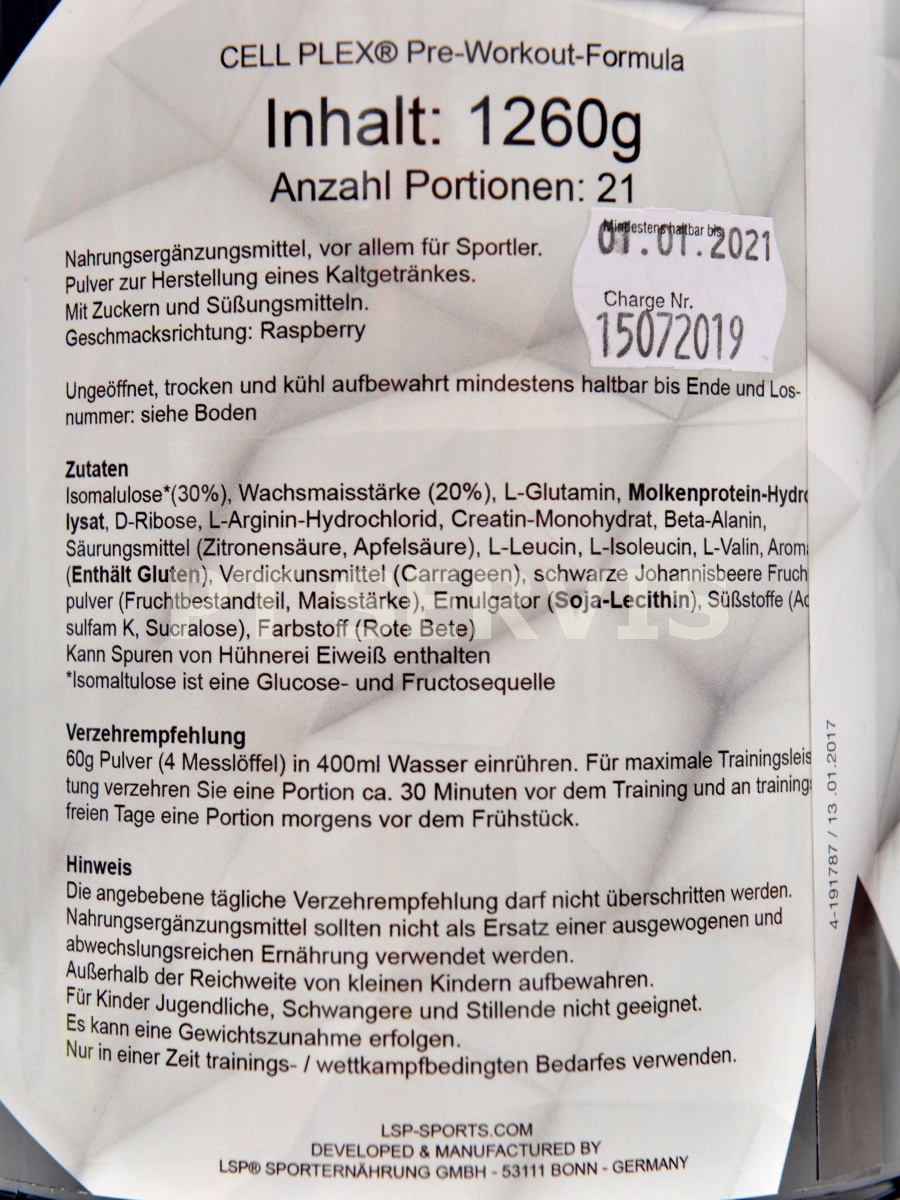 CELL PLEX® Pre-Workout-Formula
Inhalt: 1260g
Anzahl Portionen: 21
Mindestens haltbar bis
01.01.2021
Charge Nr.
15072019
Nahrungsergänzungsmittel, vor allem für Sportler.
Pulver zur Herstellung eines Kaltgetränkes.
Mit Zuckern und Süßungsmitteln.
Geschmacksrichtung: Raspberry
Ungeöffnet, trocken und kühl aufbewahrt mindestens haltbar bis Ende und Los-
nummer: siehe Boden
Zutaten
Isomalulose*(30%), Wachsmaisstärke (20%), L-Glutamin, Molkenprotein-Hydro
lysat, D-Ribose, L-Arginin-Hydrochlorid, Creatin-Monohydrat, Beta-Alanin,
Säurungsmittel (Zitronensäure, Apfelsäure), L-Leucin, L-Isoleucin, L-Valin, Aroma
(Enthält Gluten), Verdickunsmittel (Carrageen), schwarze Johannisbeere Fruch
pulver (Fruchtbestandteil, Maisstärke), Emulgator (Soja-Lecithin), Süßstoffe (Ac
sulfam K, Sucralose), Farbstoff (Rote Bete)
Kann Spuren von Hühnerei Eiweiß enthalten
*Isomaltulose ist eine Glucose- und Fructosequelle
Verzehrempfehlung
60g Pulver (4 Messlöffel) in 400ml Wasser einrühren. Für maximale Trainingsleis
tung verzehren Sie eine Portion ca. 30 Minuten vor dem Training und an trainings
freien Tage eine Portion morgens vor dem Frühstück.
Hinweis
Die angebebene tägliche Verzehrempfehlung darf nicht überschritten werden.
Nahrungsergänzungsmittel sollten nicht als Ersatz einer ausgewogenen und
abwechslungsreichen Ernährung verwendet werden.
Außerhalb der Reichweite von kleinen Kindern aufbewahren.
Für Kinder Jugendliche, Schwangere und Stillende nicht geeignet.
Es kann eine Gewichtszunahme erfolgen.
Nur in einer Zeit trainings- / wettkampfbedingten Bedarfes verwenden.
4-191787 / 13 .01.2017
LSP-SPORTS.COM
DEVELOPED & MANUFACTURED BY
LSP® SPORTERNÄHRUNG GMBH - 53111 BONN - GERMANY